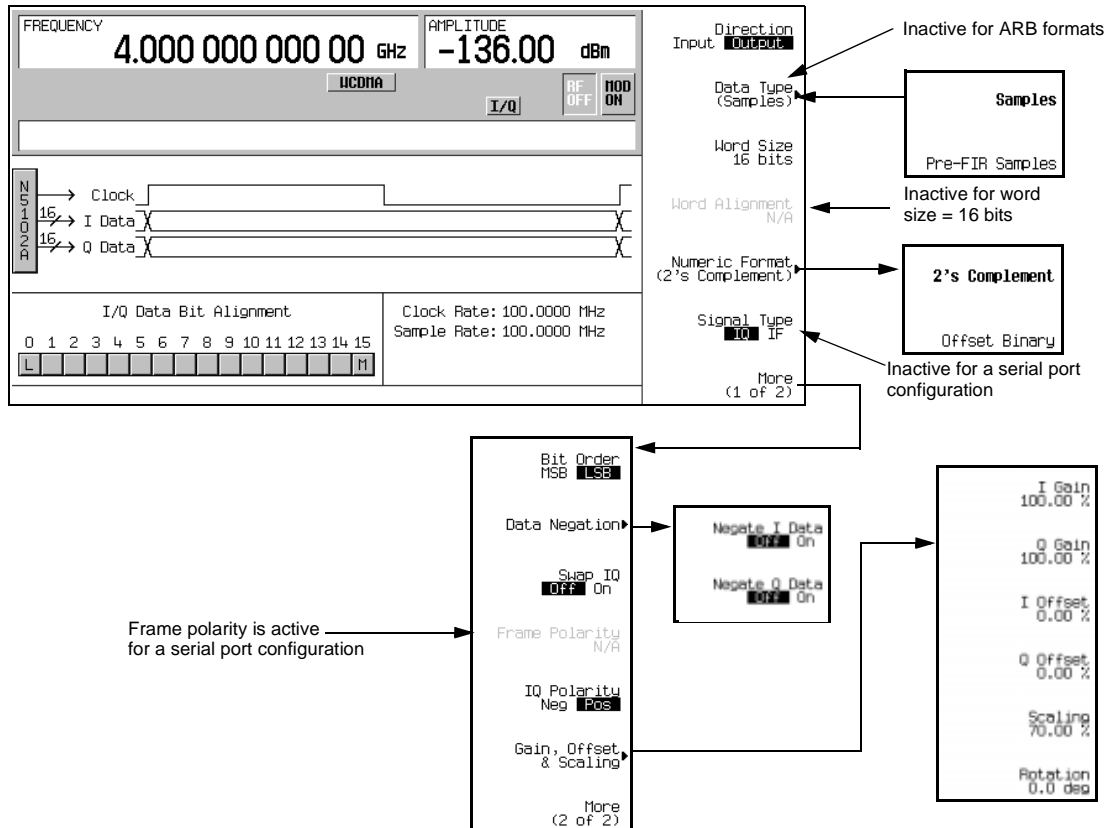 FREQUENCY
4.000 000 000 00 GHz
AMPLITUDE
-136.00 dBm
WCDMA
I/Q
RF OFF
MOD ON
N5102A
Clock
16 I Data
16 Q Data
I/Q Data Bit Alignment
0 1 2 3 4 5 6 7 8 9 10 11 12 13 14 15
L M
Clock Rate: 100.0000 MHz
Sample Rate: 100.0000 MHz
Direction
Input Output
Data Type
(Samples)
Word Size
16 bits
Word Alignment
N/A
Numeric Format
(2's Complement)
Signal Type
IQ IF
More
(1 of 2)
Inactive for ARB formats
Samples
Pre-FIR Samples
Inactive for word
size = 16 bits
2's Complement
Offset Binary
Inactive for a serial port
configuration
Bit Order
MSB LSB
Data Negation
Swap IQ
Off On
Frame Polarity
N/A
IQ Polarity
Neg Pos
Gain, Offset
& Scaling
More
(2 of 2)
Frame polarity is active
for a serial port configuration
Negate I Data
Off On
Negate Q Data
Off On
I Gain
100.00 %
Q Gain
100.00 %
I Offset
0.00 %
Q Offset
0.00 %
Scaling
70.00 %
Rotation
0.0 deg